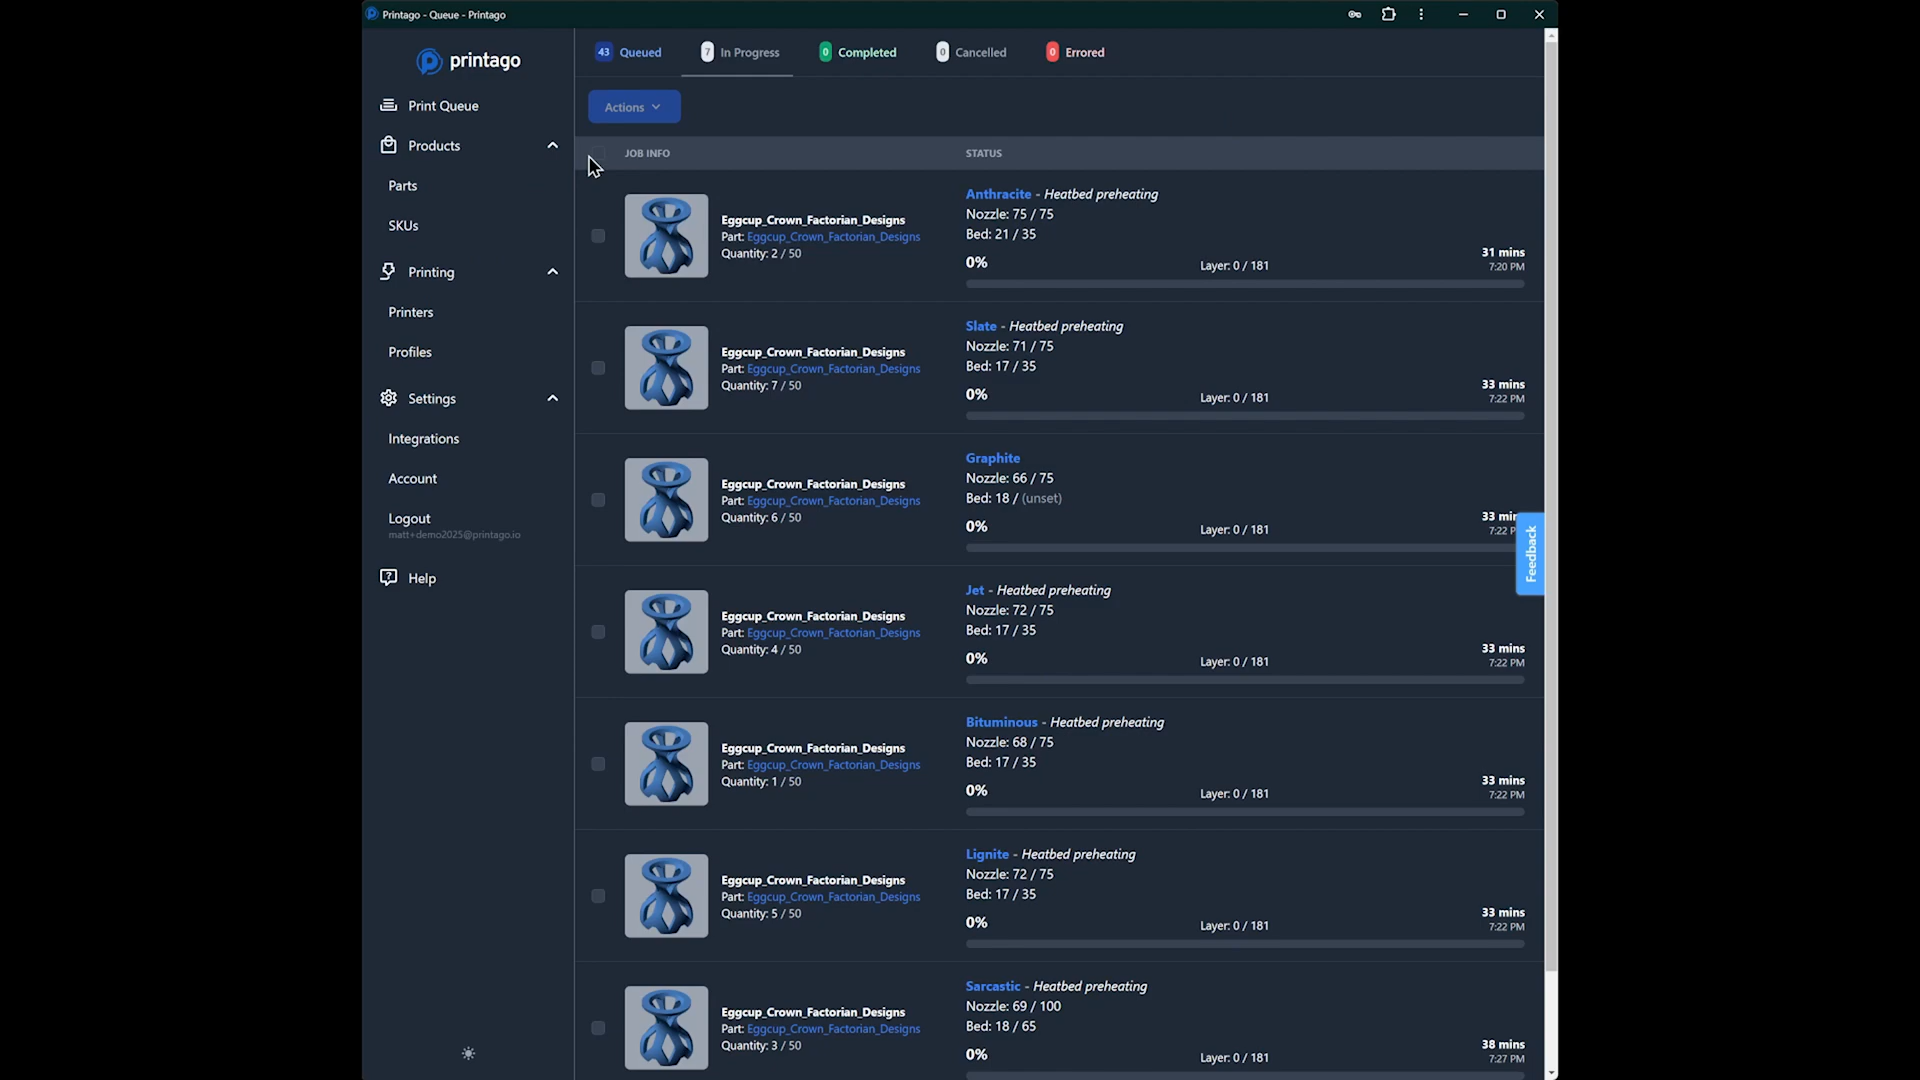 Printago - Queue - Printago
printago
Print Queue
Products
Parts
SKUs
Printing
Printers
Profiles
Settings
Integrations
Account
Logout
matt+demo2025@printago.io
Help
43 Queued
7 In Progress
0 Completed
0 Cancelled
0 Errored
Actions
JOB INFO
STATUS
Eggcup_Crown_Factorian_Designs
Part: Eggcup_Crown_Factorian_Designs
Quantity: 2 / 50
Anthracite - Heatbed preheating
Nozzle: 75 / 75
Bed: 21 / 35
0%
Layer: 0 / 181
31 mins
7:20 PM
Eggcup_Crown_Factorian_Designs
Part: Eggcup_Crown_Factorian_Designs
Quantity: 7 / 50
Slate - Heatbed preheating
Nozzle: 71 / 75
Bed: 17 / 35
0%
Layer: 0 / 181
33 mins
7:22 PM
Eggcup_Crown_Factorian_Designs
Part: Eggcup_Crown_Factorian_Designs
Quantity: 6 / 50
Graphite
Nozzle: 66 / 75
Bed: 18 / (unset)
0%
Layer: 0 / 181
33
7:22
Feedback
Eggcup_Crown_Factorian_Designs
Part: Eggcup_Crown_Factorian_Designs
Quantity: 4 / 50
Jet - Heatbed preheating
Nozzle: 72 / 75
Bed: 17 / 35
0%
Layer: 0 / 181
33 mins
7:22 PM
Eggcup_Crown_Factorian_Designs
Part: Eggcup_Crown_Factorian_Designs
Quantity: 1 / 50
Bituminous - Heatbed preheating
Nozzle: 68 / 75
Bed: 17 / 35
0%
Layer: 0 / 181
33 mins
7:22 PM
Eggcup_Crown_Factorian_Designs
Part: Eggcup_Crown_Factorian_Designs
Quantity: 5 / 50
Lignite - Heatbed preheating
Nozzle: 72 / 75
Bed: 17 / 35
0%
Layer: 0 / 181
33 mins
7:22 PM
Eggcup_Crown_Factorian_Designs
Part: Eggcup_Crown_Factorian_Designs
Quantity: 3 / 50
Sarcastic - Heatbed preheating
Nozzle: 69 / 100
Bed: 18 / 65
0%
Layer: 0 / 181
38 mins
7:27 PM